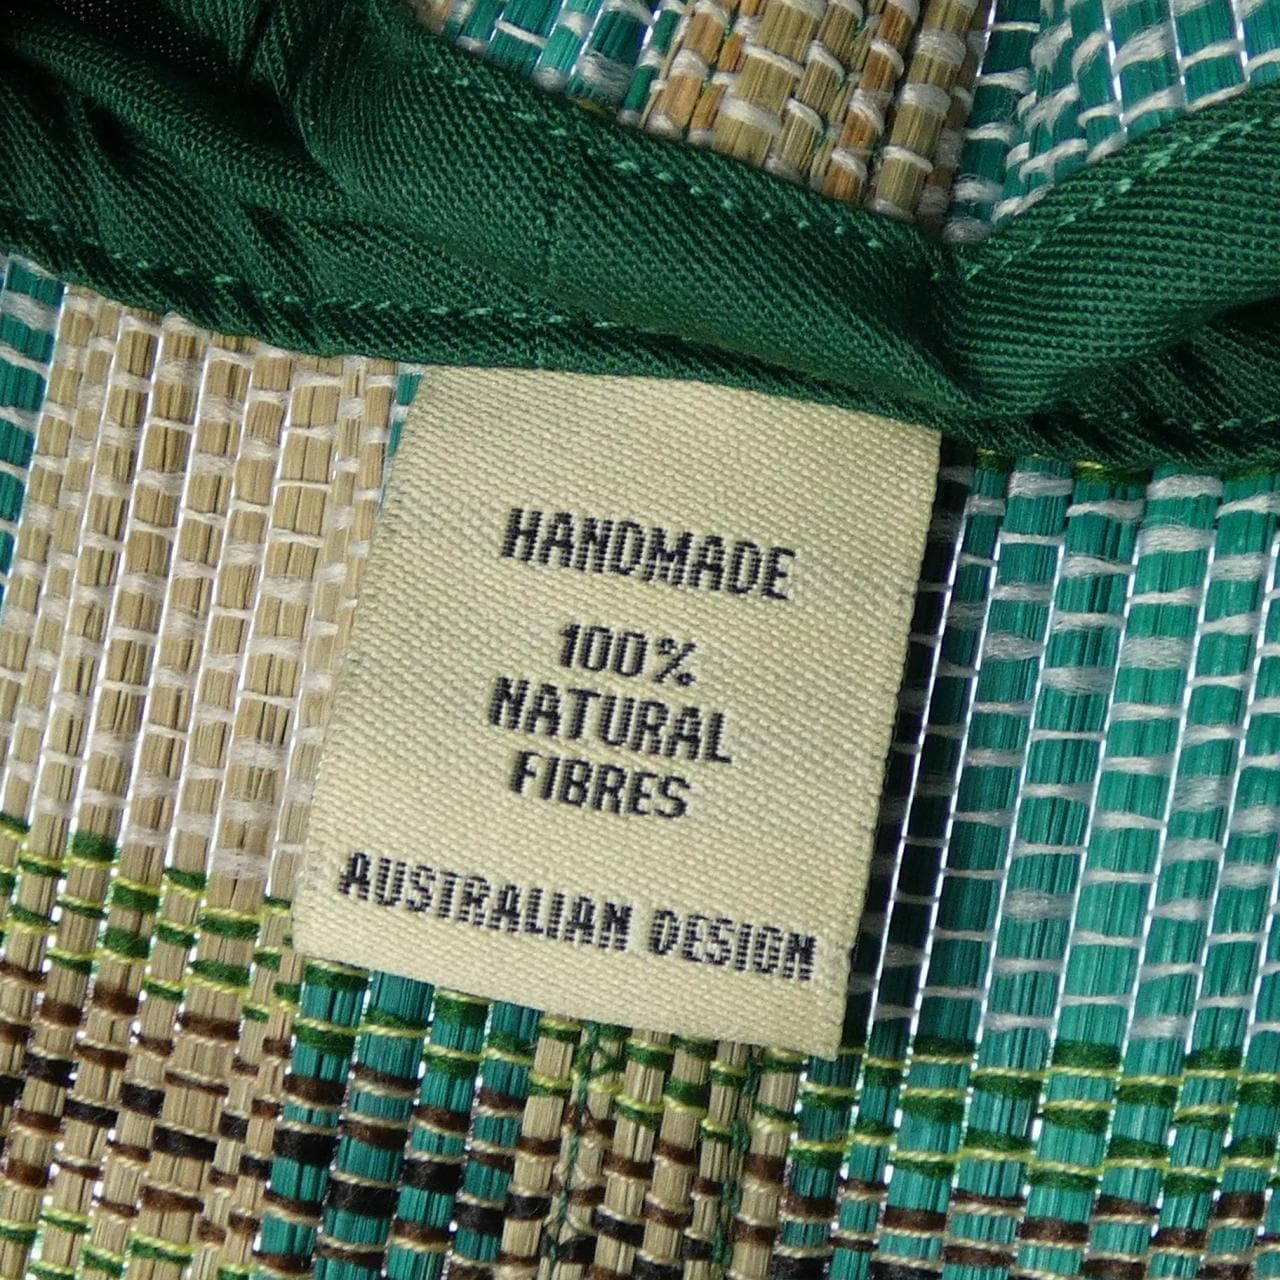 HANDMADE
100%
NATURAL
FIBRES
AUSTRALIAN DESIGN